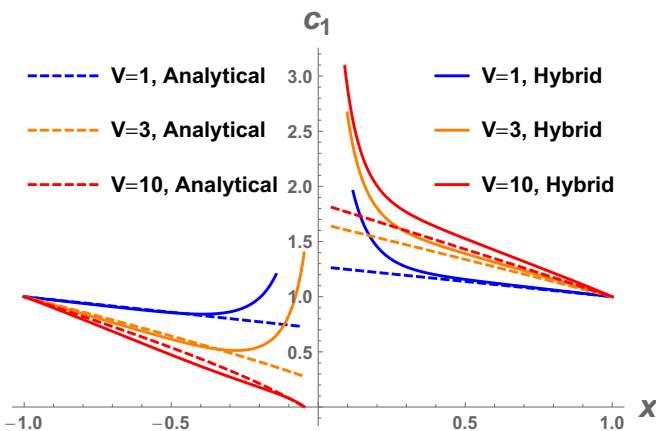 c1
V=1, Analytical
V=3, Analytical
V=10, Analytical
V=1, Hybrid
V=3, Hybrid
V=10, Hybrid
3.0
2.5
2.0
1.5
1.0
0.5
−1.0 −0.5 0.5 1.0
x